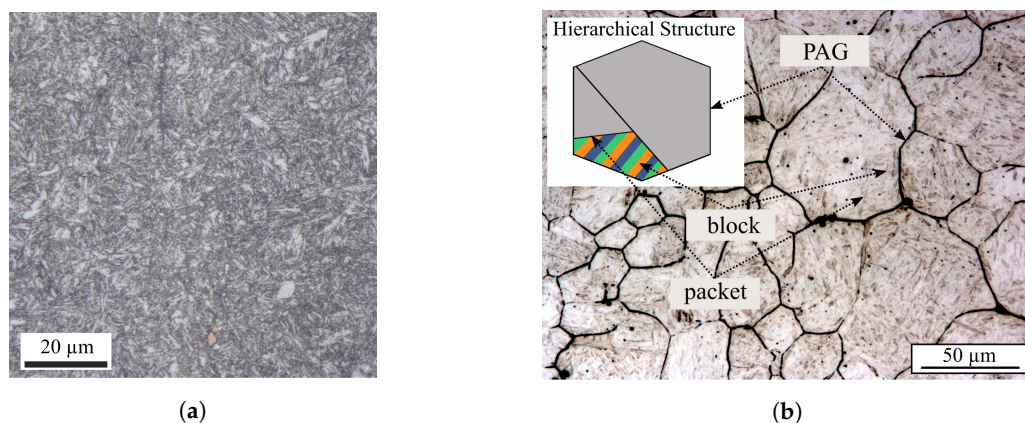 Hierarchical Structure
PAG
block
packet
20 µm
50 µm
(a)
(b)